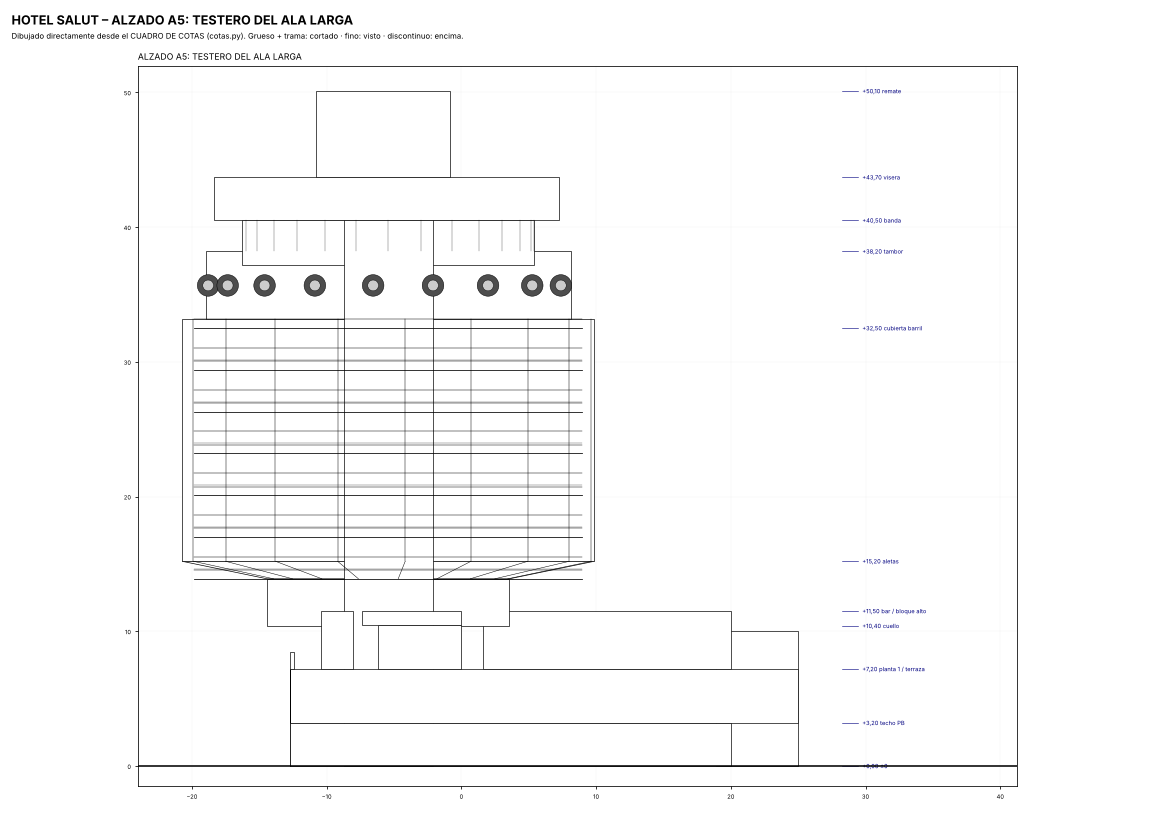 HOTEL SALUT – ALZADO A5: TESTERO DEL ALA LARGA
Dibujado directamente desde el CUADRO DE COTAS (cotas.py). Grueso + trama: cortado · fino: visto · discontinuo: encima.
ALZADO A5: TESTERO DEL ALA LARGA
50
+50,10 remate
+43,70 visera
40
+40,50 banda
+38,20 tambor
+32,50 cubierta barril
30
20
+15,20 aletas
+11,50 bar / bloque alto
10
+10,40 cuello
+7,20 planta 1 / terraza
+3,20 techo PB
0
−20
−10
0
10
20
30
40